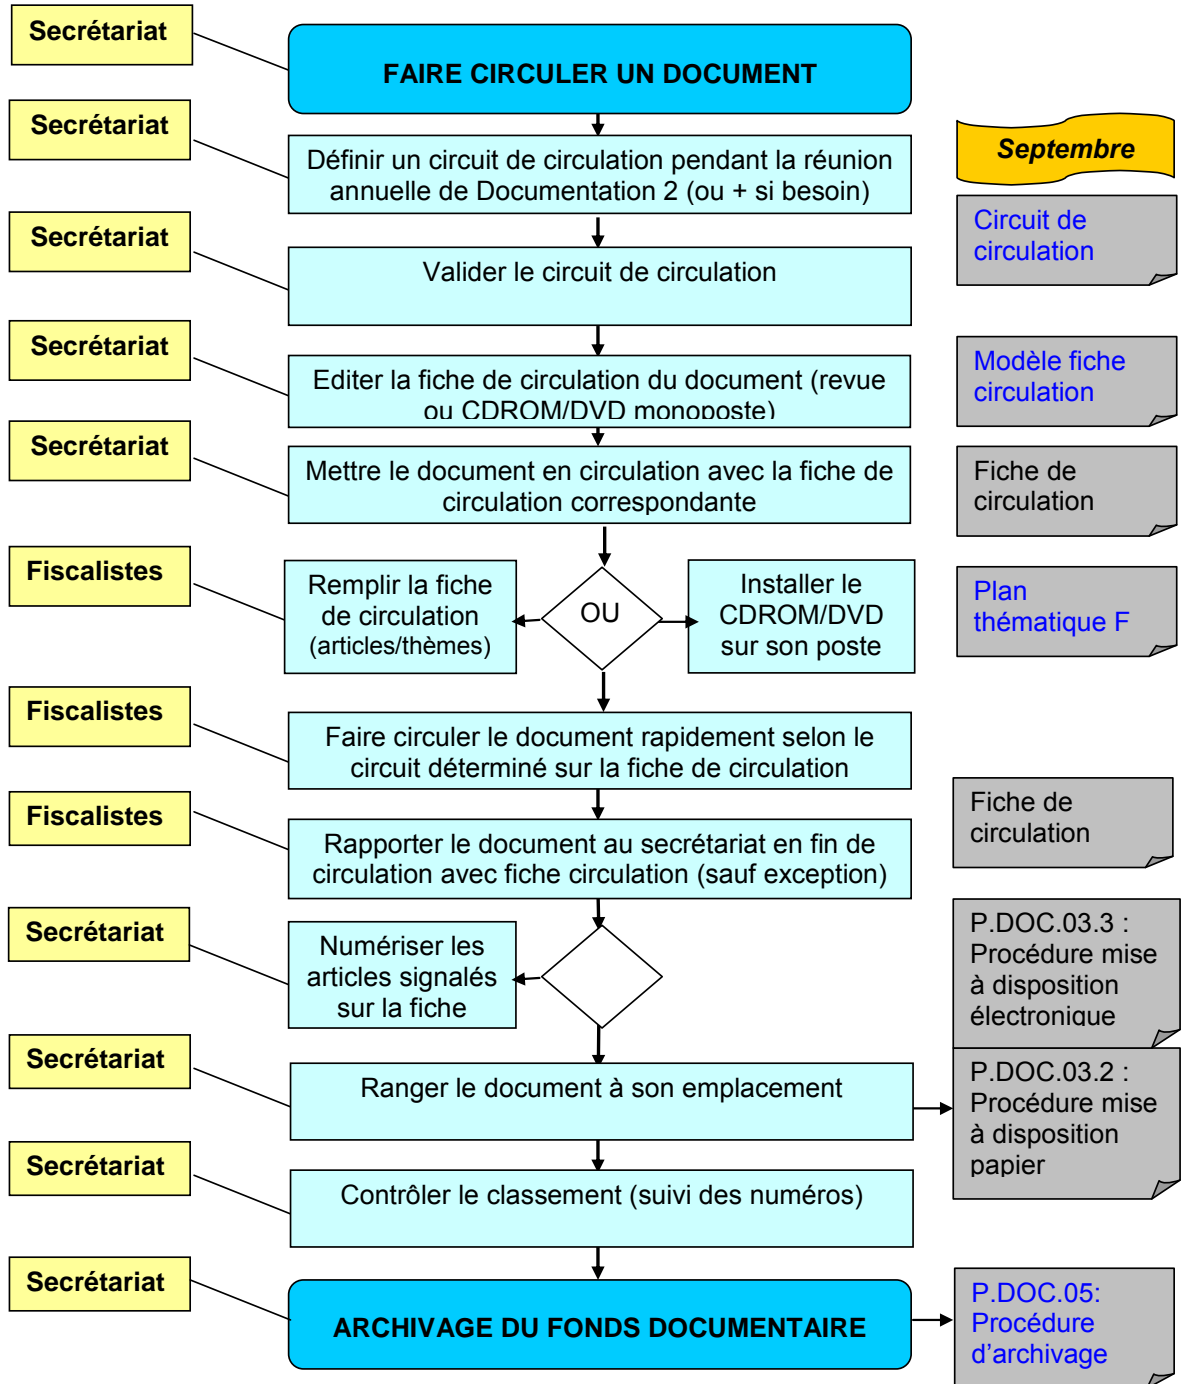 Secrétariat
FAIRE CIRCULER UN DOCUMENT
Secrétariat
Définir un circuit de circulation pendant la réunion
annuelle de Documentation 2 (ou + si besoin)
Septembre
Secrétariat
Valider le circuit de circulation
Circuit de
circulation
Secrétariat
Editer la fiche de circulation du document (revue
ou CDROM/DVD monoposte)
Modèle fiche
circulation
Secrétariat
Mettre le document en circulation avec la fiche de
circulation correspondante
Fiche de
circulation
Fiscalistes
Remplir la fiche
de circulation
(articles/thèmes)
OU
Installer le
CDROM/DVD
sur son poste
Plan
thématique F
Fiscalistes
Faire circuler le document rapidement selon le
circuit déterminé sur la fiche de circulation
Fiscalistes
Rapporter le document au secrétariat en fin de
circulation avec fiche circulation (sauf exception)
Fiche de
circulation
Secrétariat
Numériser les
articles signalés
sur la fiche
P.DOC.03.3 :
Procédure mise
à disposition
électronique
Secrétariat
Ranger le document à son emplacement
P.DOC.03.2 :
Procédure mise
à disposition
papier
Secrétariat
Contrôler le classement (suivi des numéros)
Secrétariat
ARCHIVAGE DU FONDS DOCUMENTAIRE
P.DOC.05:
Procédure
d’archivage